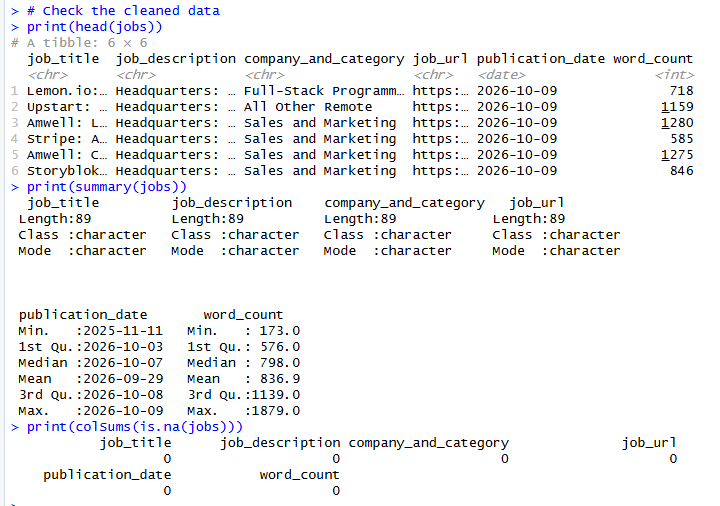 > # Check the cleaned data
> print(head(jobs))
# A tibble: 6 × 6
  job_title  job_description company_and_category job_url publication_date word_count
  <chr>      <chr>           <chr>                <chr>   <date>                <int>
1 Lemon.io:… Headquarters: … Full-Stack Programm… https:… 2026-10-09              718
2 Upstart: … Headquarters: … All Other Remote     https:… 2026-10-09             1159
3 Amwell: L… Headquarters: … Sales and Marketing  https:… 2026-10-09             1280
4 Stripe: A… Headquarters: … Sales and Marketing  https:… 2026-10-09              585
5 Amwell: C… Headquarters: … Sales and Marketing  https:… 2026-10-09             1275
6 Storyblok… Headquarters: … Sales and Marketing  https:… 2026-10-09              846
> print(summary(jobs))
  job_title         job_description    company_and_category   job_url
 Length:89          Length:89          Length:89          Length:89
 Class :character   Class :character   Class :character   Class :character
 Mode  :character   Mode  :character   Mode  :character   Mode  :character
 publication_date       word_count
 Min.   :2025-11-11   Min.   : 173.0
 1st Qu.:2026-10-03   1st Qu.: 576.0
 Median :2026-10-07   Median : 798.0
 Mean   :2026-09-29   Mean   : 836.9
 3rd Qu.:2026-10-08   3rd Qu.:1139.0
 Max.   :2026-10-09   Max.   :1879.0
> print(colSums(is.na(jobs)))
           job_title      job_description company_and_category              job_url
                   0                    0                    0                    0
    publication_date           word_count
                   0                    0
>